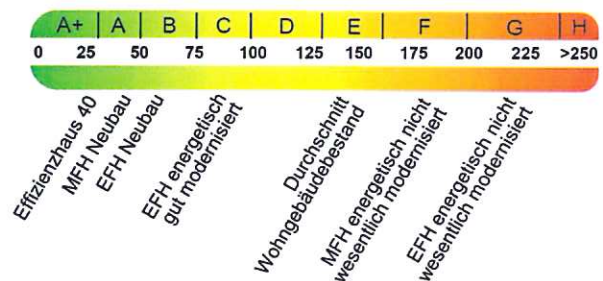 A+ A B C D E F G H
0 25 50 75 100 125 150 175 200 225 >250
Effizienzhaus 40
MFH Neubau
EFH Neubau
EFH energetisch
gut modernisiert
Durchschnitt
Wohngebäudebestand
MFH energetisch nicht
wesentlich modernisiert
EFH energetisch nicht
wesentlich modernisiert